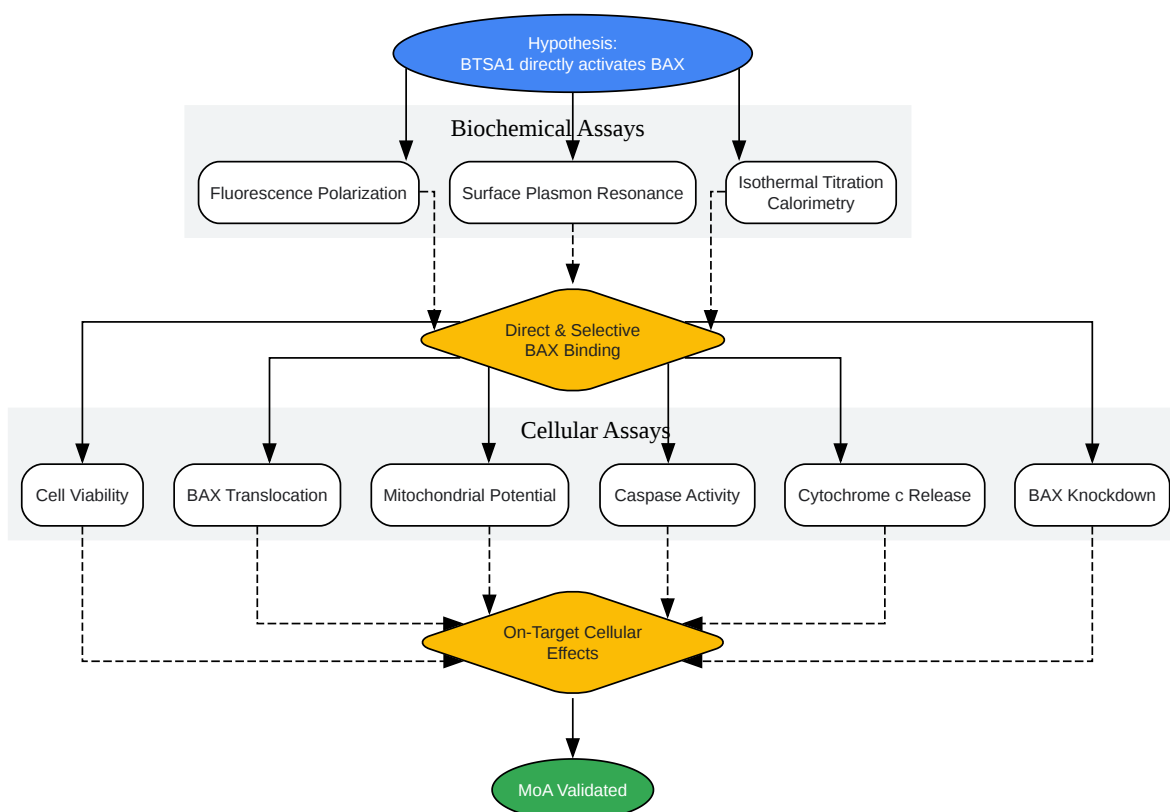 Hypothesis:
BTSA1 directly activates BAX
Biochemical Assays
Fluorescence Polarization
Surface Plasmon Resonance
Isothermal Titration
Calorimetry
Direct & Selective
BAX Binding
Cellular Assays
Cell Viability
BAX Translocation
Mitochondrial Potential
Caspase Activity
Cytochrome c Release
BAX Knockdown
On-Target Cellular
Effects
MoA Validated